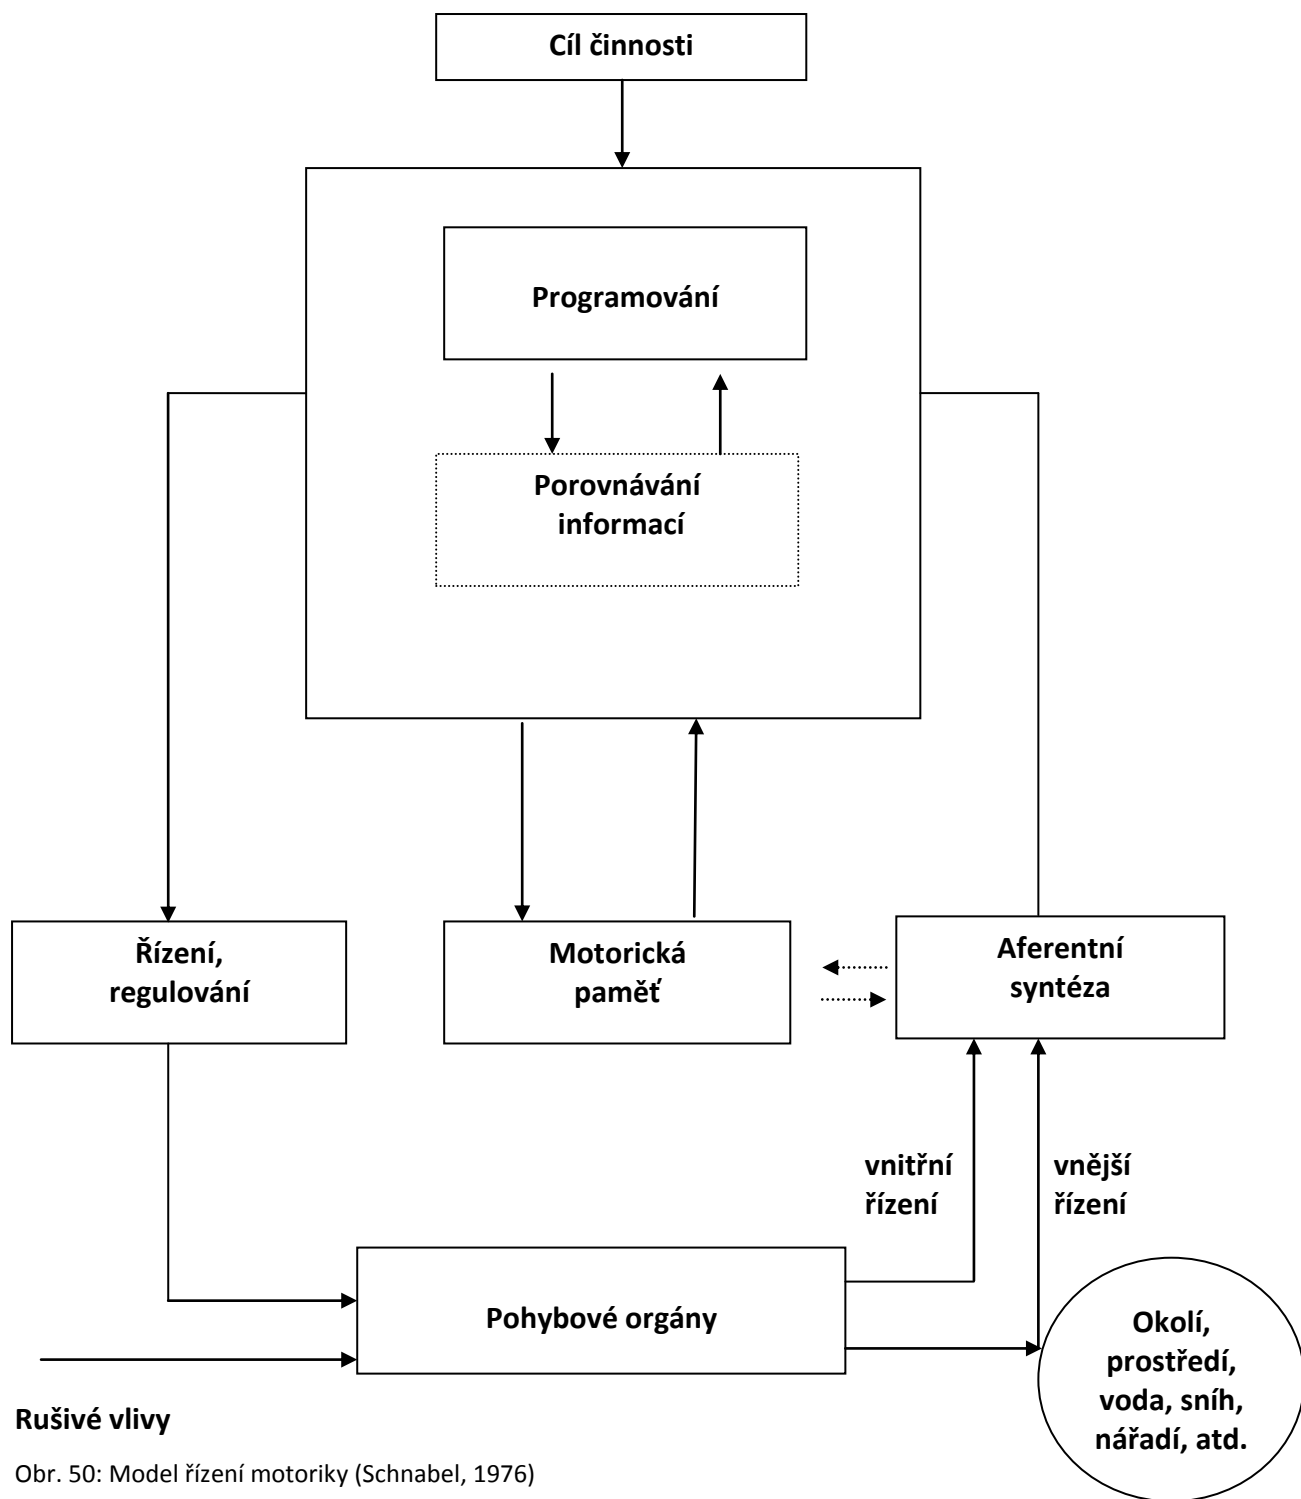 Cíl činnosti
Programování
Porovnávání
informací
Řízení,
regulování
Motorická
paměť
Aferentní
syntéza
vnitřní
řízení
vnější
řízení
Pohybové orgány
Okolí,
prostředí,
voda, sníh,
nářadí, atd.
Rušivé vlivy
Obr. 50: Model řízení motoriky (Schnabel, 1976)